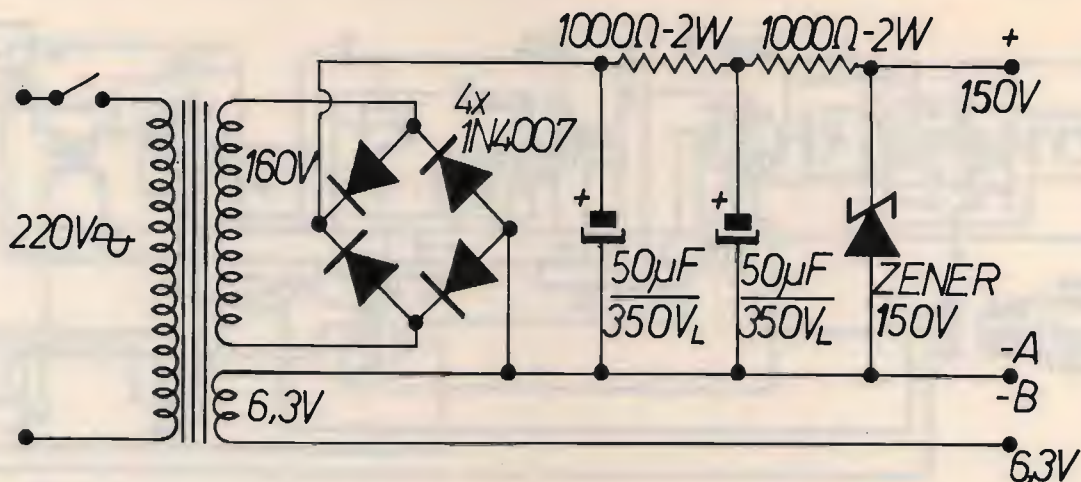 1000Ω-2W 1000Ω-2W
+
150V
4x
1N4007
160V
220V
+ +
50µF 50µF ZENER
350VL 350VL 150V
-A
-B
6,3V
6,3V